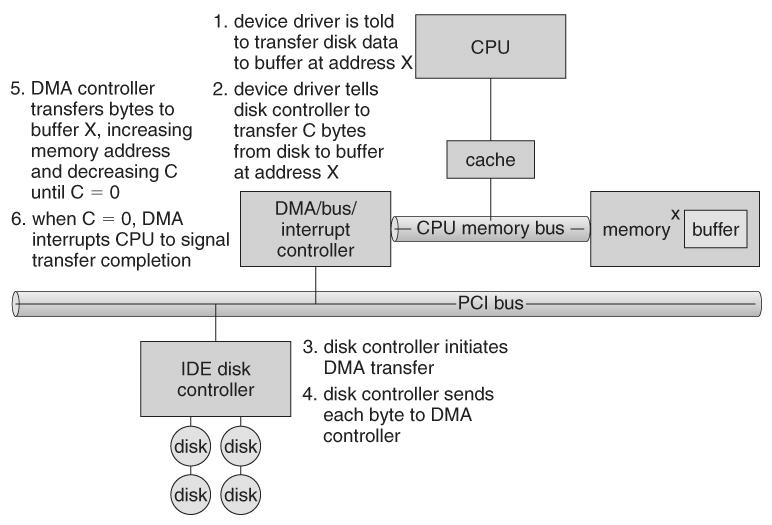 1. device driver is told
to transfer disk data
to buffer at address X
CPU
5. DMA controller
transfers bytes to
buffer X, increasing
memory address
and decreasing C
until C = 0
2. device driver tells
disk controller to
transfer C bytes
from disk to buffer
at address X
cache
6. when C = 0, DMA
interrupts CPU to signal
transfer completion
DMA/bus/
interrupt
controller
CPU memory bus
memory
x
buffer
PCI bus
IDE disk
controller
3. disk controller initiates
DMA transfer
4. disk controller sends
each byte to DMA
controller
disk
disk
disk
disk